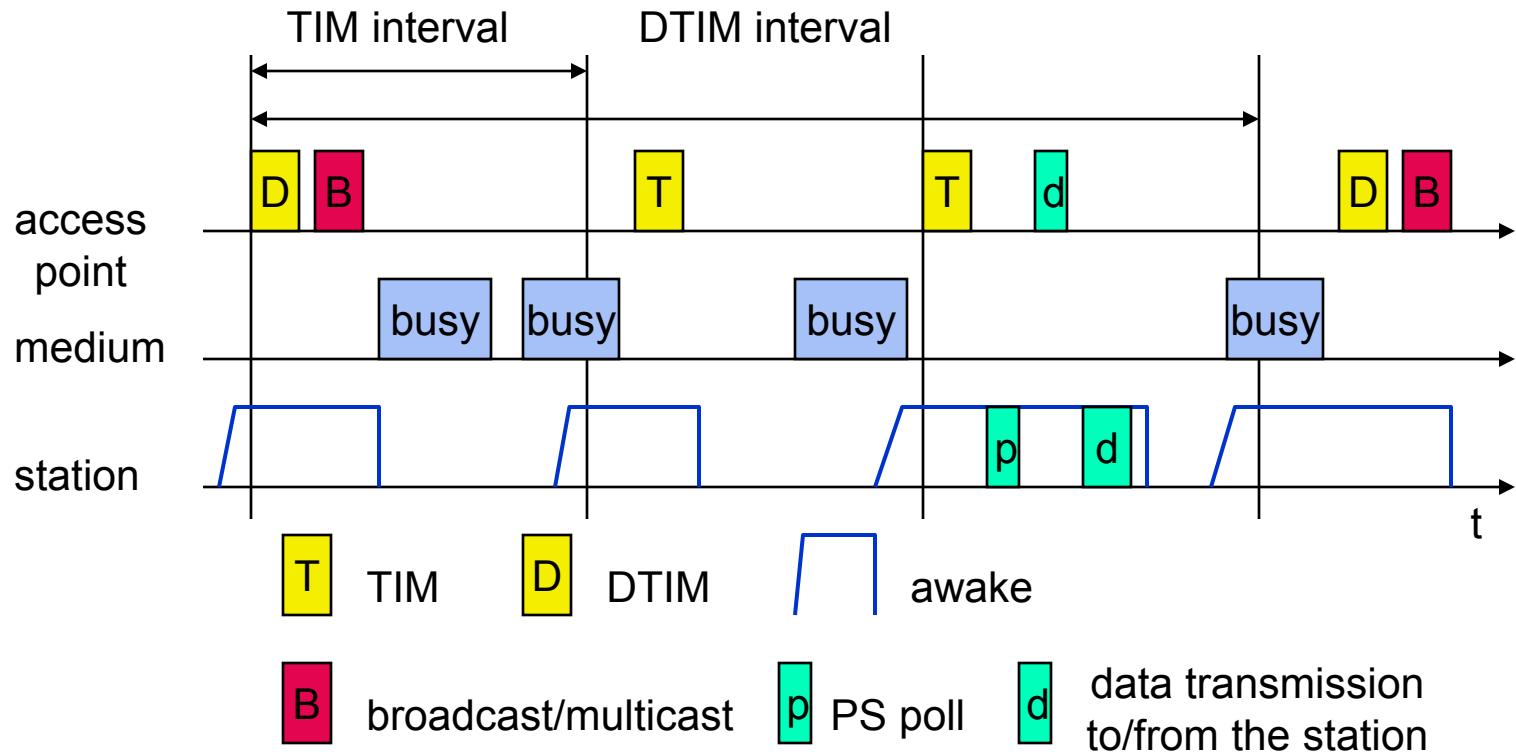 TIM interval DTIM interval
D B T T d D B
access
point
busy busy busy busy
medium
p d
station
t
T TIM D DTIM awake
B broadcast/multicast p PS poll d data transmission
to/from the station